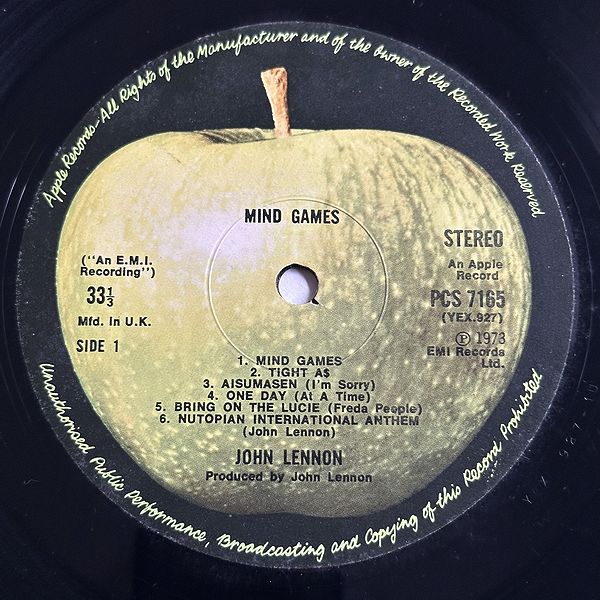 Apple Records-All Rights of the Manufacturer and of the Owner of the Recorded Work Reserved
MIND GAMES
("An E.M.I.
Recording")
33⅓
Mfd. In U.K.
SIDE 1
STEREO
An Apple
Record
PCS 7165
(YEX.927)
Ⓟ 1973
EMI Records
Ltd.
1. MIND GAMES
2. TIGHT A$
3. AISUMASEN (I'm Sorry)
4. ONE DAY (At A Time)
5. BRING ON THE LUCIE (Freda People)
6. NUTOPIAN INTERNATIONAL ANTHEM
(John Lennon)
JOHN LENNON
Produced by John Lennon
Unauthorised Public Performance, Broadcasting and Copying of this Record Prohibited